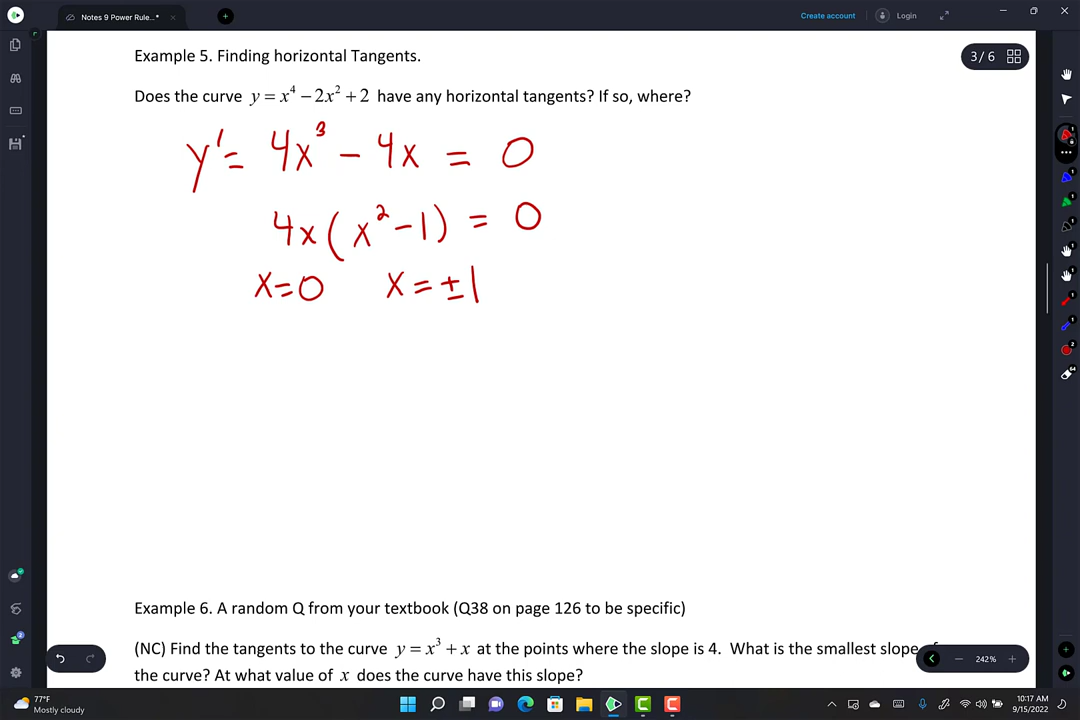 Notes 9 Power Rule...*
Create account
Login
Example 5. Finding horizontal Tangents.
3 / 6
Does the curve y = x⁴ − 2x² + 2 have any horizontal tangents? If so, where?
y' = 4x³ − 4x = 0
4x(x² − 1) = 0
x = 0 x = ±1
Example 6. A random Q from your textbook (Q38 on page 126 to be specific)
(NC) Find the tangents to the curve y = x³ + x at the points where the slope is 4. What is the smallest slope
the curve? At what value of x does the curve have this slope?
242%
77°F
Mostly cloudy
10:17 AM
9/15/2022